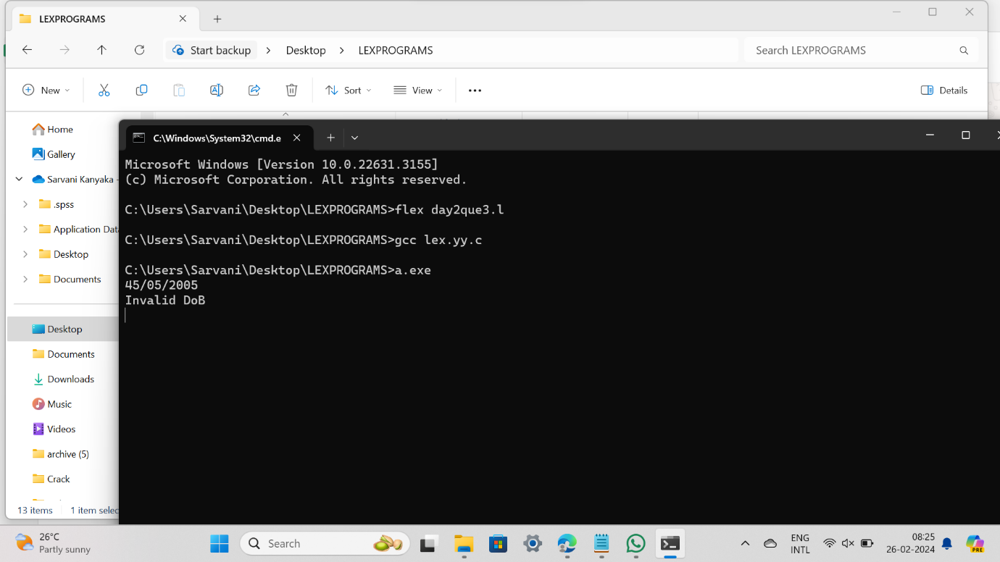 LEXPROGRAMS
Start backup > Desktop > LEXPROGRAMS
Search LEXPROGRAMS
New
Sort
View
Details
Home
Gallery
Sarvani Kanyaka -
.spss
Application Data
Desktop
Documents
Desktop
Documents
Downloads
Music
Videos
archive (5)
Crack
13 items
1 item selec
C:\Windows\System32\cmd.e
Microsoft Windows [Version 10.0.22631.3155]
(c) Microsoft Corporation. All rights reserved.
C:\Users\Sarvani\Desktop\LEXPROGRAMS>flex day2que3.l
C:\Users\Sarvani\Desktop\LEXPROGRAMS>gcc lex.yy.c
C:\Users\Sarvani\Desktop\LEXPROGRAMS>a.exe
45/05/2005
Invalid DoB
26°C
Partly sunny
Search
ENG
INTL
08:25
26-02-2024
PRE